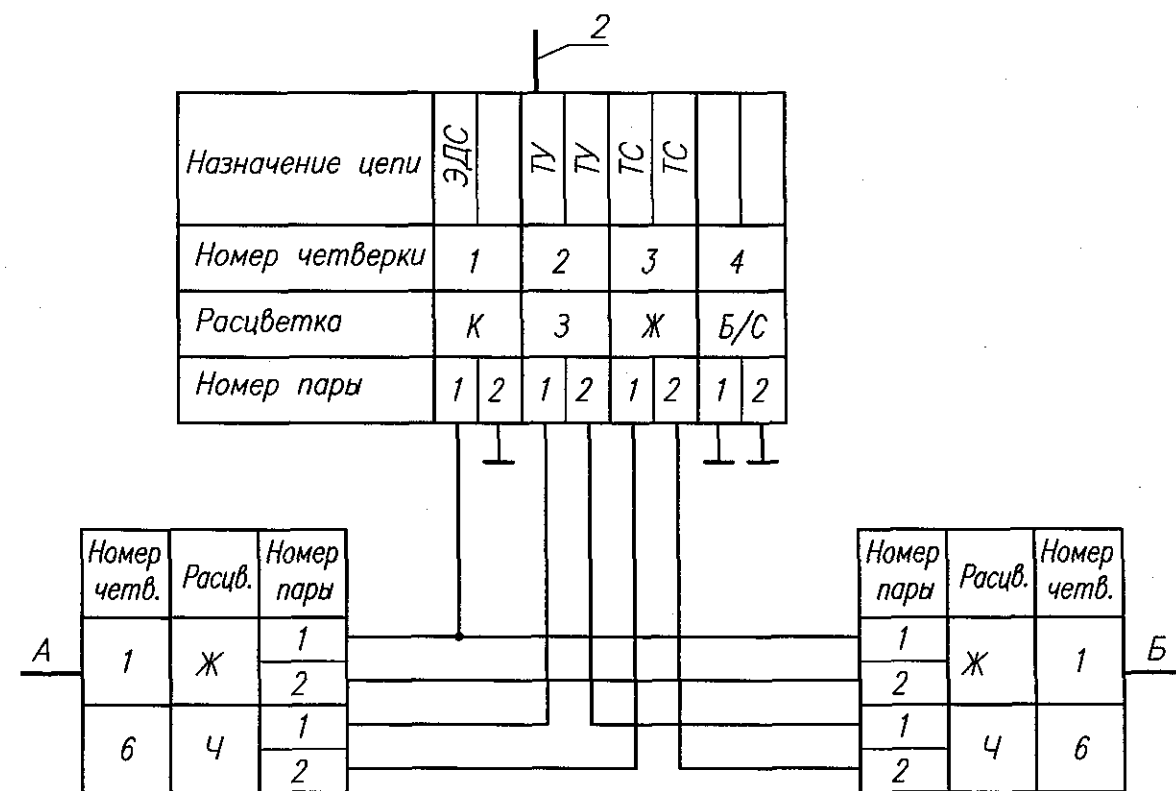 2
Назначение цепи ЭДС ТУ ТУ ТС ТС
Номер четверки 1 2 3 4
Расцветка К З Ж Б/С
Номер пары 1 2 1 2 1 2 1 2
Номер четв. Расцв. Номер пары
А 1 Ж 1
2
6 Ч 1
2
Номер пары Расцв. Номер четв.
1 Ж 1 Б
2
1 Ч 6
2